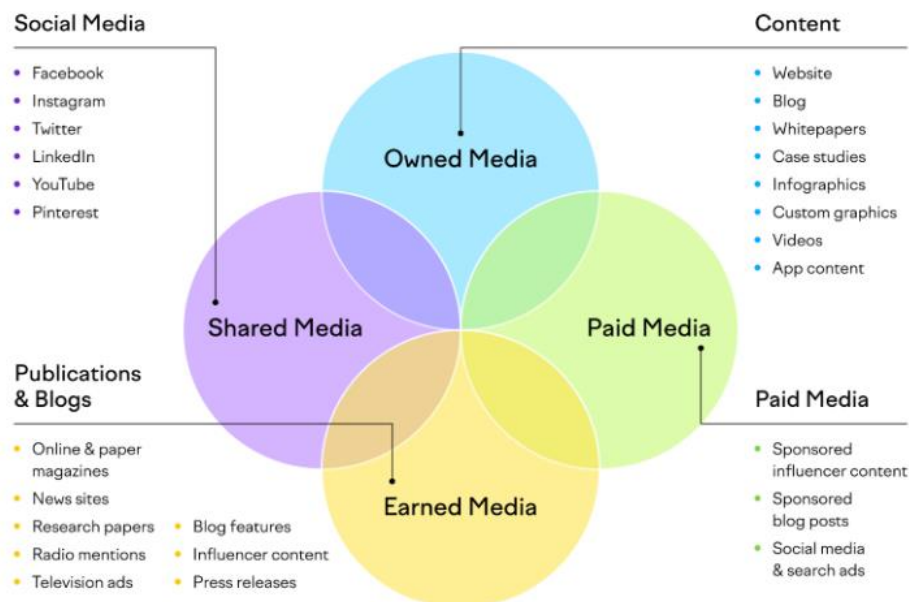 Social Media
Facebook
Instagram
Twitter
LinkedIn
YouTube
Pinterest
Content
Website
Blog
Whitepapers
Case studies
Infographics
Custom graphics
Videos
App content
Owned Media
Shared Media
Paid Media
Earned Media
Publications
& Blogs
Online & paper
magazines
News sites
Research papers
Radio mentions
Television ads
Blog features
Influencer content
Press releases
Paid Media
Sponsored
influencer content
Sponsored
blog posts
Social media
& search ads